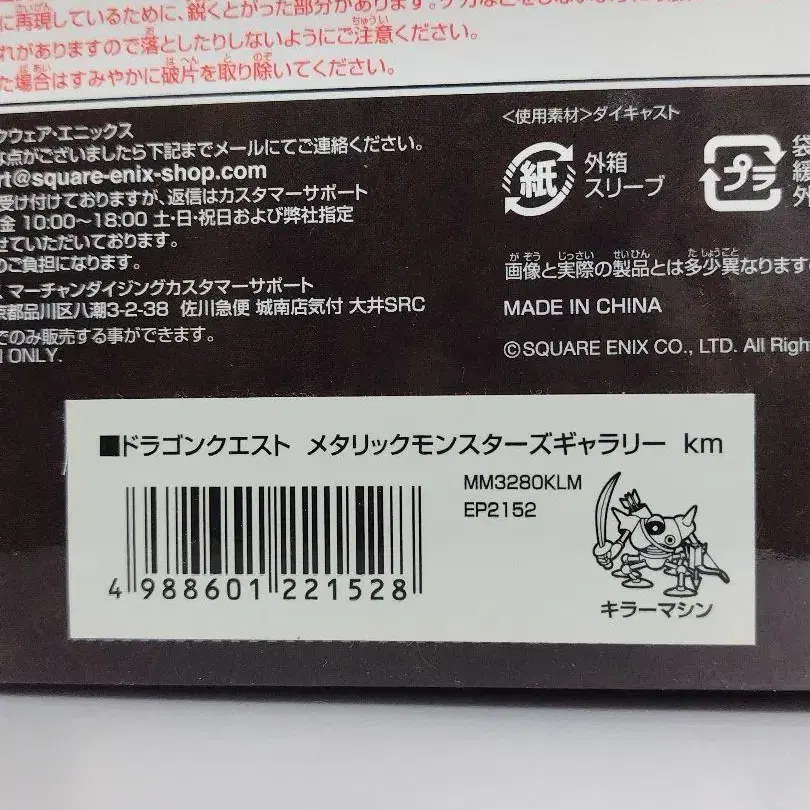 に再現しているために、鋭くとがった部分があります。
れがありますので落としたりしないようにご注意ください。
た場合はすみやかに破片を取り除いてください。
クウェア・エニックス
な点がございましたら下記までメールにてご連絡ください。
rt@square-enix-shop.com
受け付けておりますが、返信はカスタマーサポート
金 10:00〜18:00 土・日・祝日および弊社指定
せていただいております。
のご負担になります。
マーチャンダイジングカスタマーサポート
京都品川区八潮3-2-38 佐川急便 城南店気付 大井SRC
でのみ販売する事ができます。
N ONLY.
<使用素材>ダイキャスト
紙 外箱
スリーブ
プラ
袋
緩
外
画像と実際の製品とは多少異なります
MADE IN CHINA
©SQUARE ENIX CO., LTD. All Righ
■ドラゴンクエスト メタリックモンスターズギャラリー km
MM3280KLM
EP2152
4 988601 221528
キラーマシン